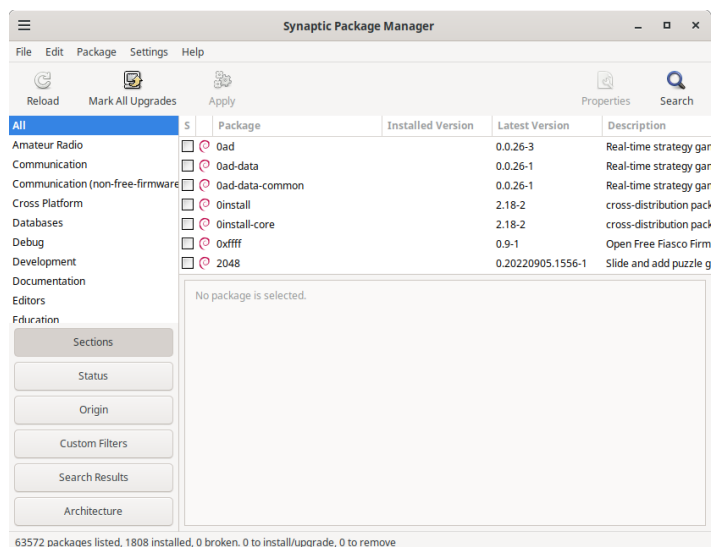 Synaptic Package Manager
File Edit Package Settings Help
Reload Mark All Upgrades Apply Properties Search
All
Amateur Radio
Communication
Communication (non-free-firmware
Cross Platform
Databases
Debug
Development
Documentation
Editors
Education
S Package Installed Version Latest Version Description
0ad 0.0.26-3 Real-time strategy gar
0ad-data 0.0.26-1 Real-time strategy gar
0ad-data-common 0.0.26-1 Real-time strategy gar
0install 2.18-2 cross-distribution pack
0install-core 2.18-2 cross-distribution pack
0xffff 0.9-1 Open Free Fiasco Firm
2048 0.20220905.1556-1 Slide and add puzzle g
No package is selected.
Sections
Status
Origin
Custom Filters
Search Results
Architecture
63572 packages listed, 1808 installed, 0 broken. 0 to install/upgrade, 0 to remove